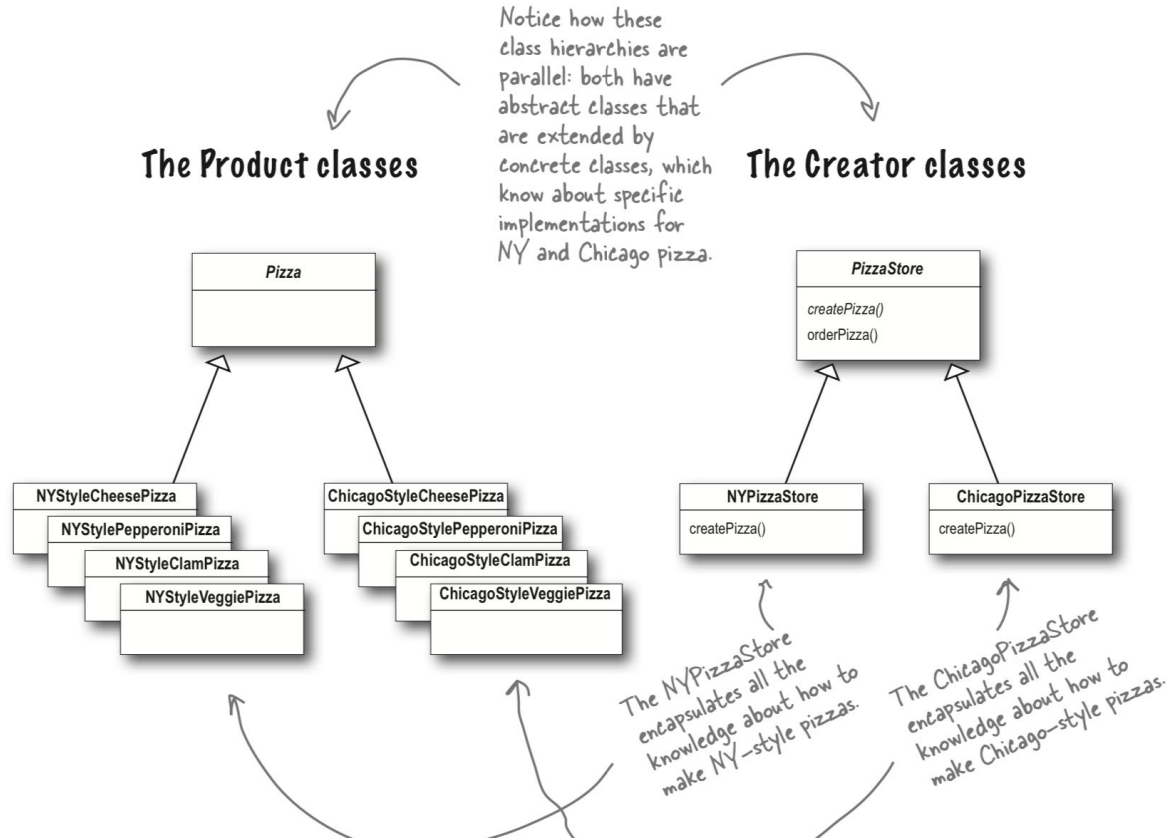 Notice how these
class hierarchies are
parallel: both have
abstract classes that
are extended by
concrete classes, which
know about specific
implementations for
NY and Chicago pizza.
The Product classes
The Creator classes
Pizza
PizzaStore
createPizza()
orderPizza()
NYStyleCheesePizza
NYStylePepperoniPizza
NYStyleClamPizza
NYStyleVeggiePizza
ChicagoStyleCheesePizza
ChicagoStylePepperoniPizza
ChicagoStyleClamPizza
ChicagoStyleVeggiePizza
NYPizzaStore
createPizza()
ChicagoPizzaStore
createPizza()
The NYPizzaStore
encapsulates all the
knowledge about how to
make NY-style pizzas.
The ChicagoPizzaStore
encapsulates all the
knowledge about how to
make Chicago-style pizzas.